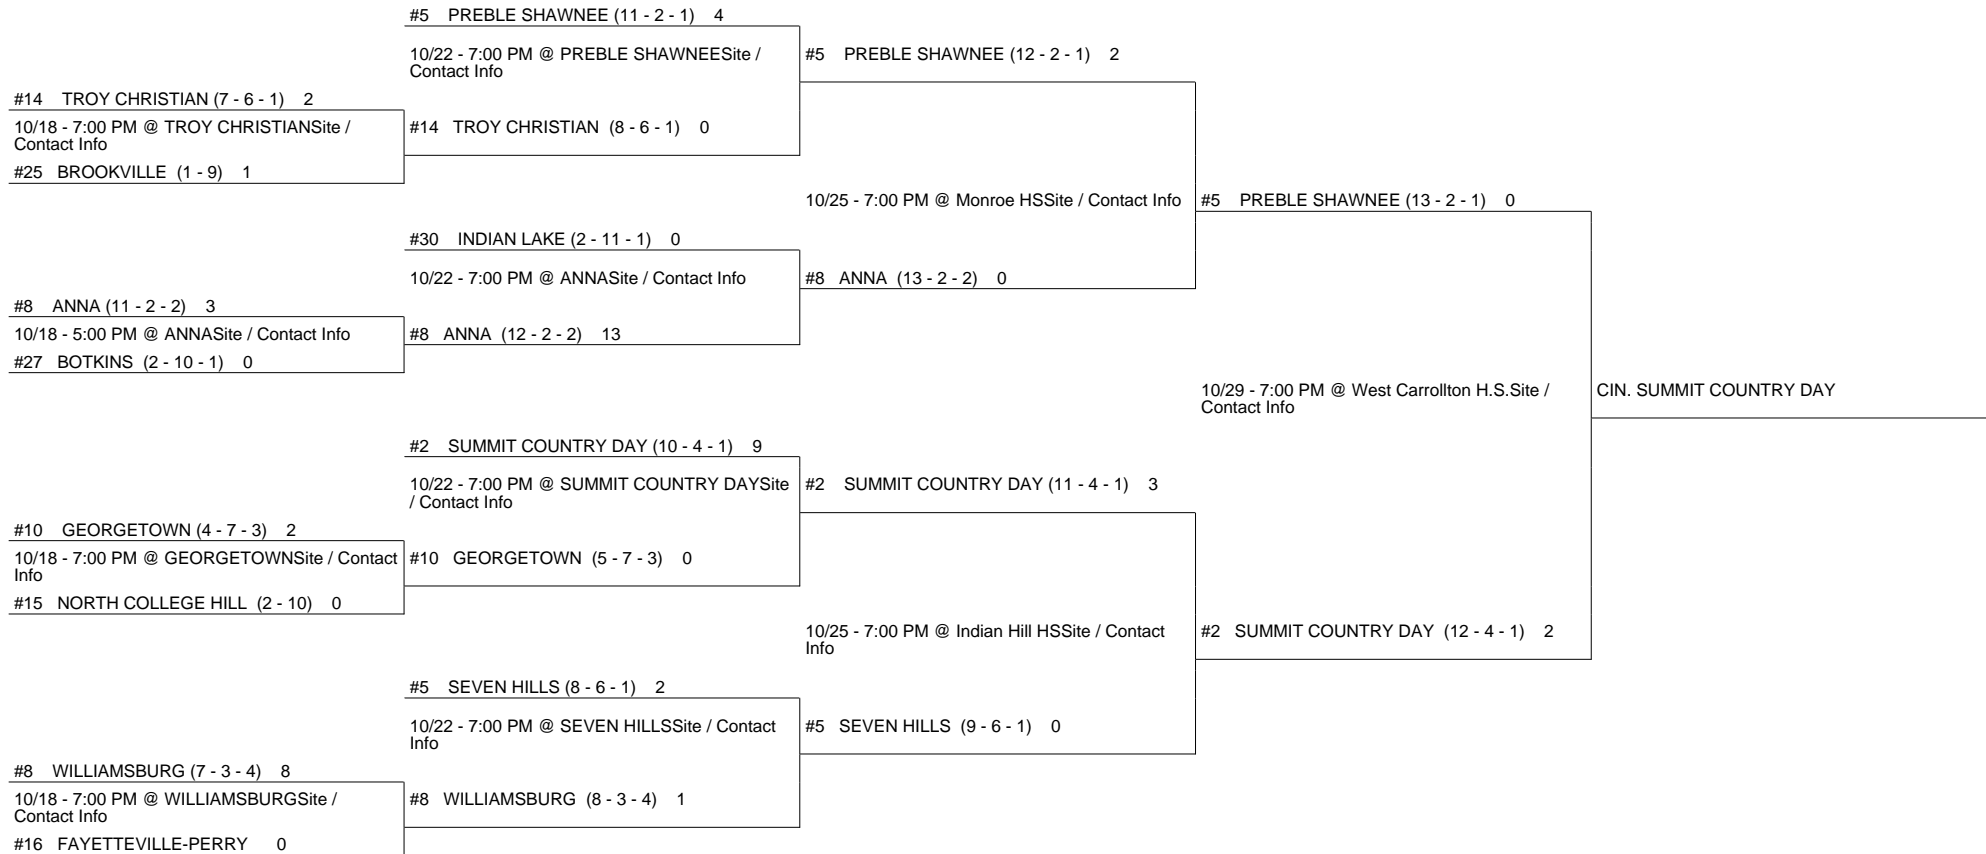 #5 PREBLE SHAWNEE (11 - 2 - 1) 4
10/22 - 7:00 PM @ PREBLE SHAWNEESite /
Contact Info
#14 TROY CHRISTIAN (7 - 6 - 1) 2
10/18 - 7:00 PM @ TROY CHRISTIANSite /
Contact Info
#25 BROOKVILLE (1 - 9) 1
#14 TROY CHRISTIAN (8 - 6 - 1) 0
#5 PREBLE SHAWNEE (12 - 2 - 1) 2
10/25 - 7:00 PM @ Monroe HSSite / Contact Info
#5 PREBLE SHAWNEE (13 - 2 - 1) 0
#30 INDIAN LAKE (2 - 11 - 1) 0
10/22 - 7:00 PM @ ANNASite / Contact Info
#8 ANNA (13 - 2 - 2) 0
#8 ANNA (11 - 2 - 2) 3
10/18 - 5:00 PM @ ANNASite / Contact Info
#27 BOTKINS (2 - 10 - 1) 0
#8 ANNA (12 - 2 - 2) 13
10/29 - 7:00 PM @ West Carrollton H.S.Site /
Contact Info
CIN. SUMMIT COUNTRY DAY
#2 SUMMIT COUNTRY DAY (10 - 4 - 1) 9
10/22 - 7:00 PM @ SUMMIT COUNTRY DAYSite
/ Contact Info
#2 SUMMIT COUNTRY DAY (11 - 4 - 1) 3
#10 GEORGETOWN (4 - 7 - 3) 2
10/18 - 7:00 PM @ GEORGETOWNSite / Contact
Info
#15 NORTH COLLEGE HILL (2 - 10) 0
#10 GEORGETOWN (5 - 7 - 3) 0
10/25 - 7:00 PM @ Indian Hill HSSite / Contact
Info
#2 SUMMIT COUNTRY DAY (12 - 4 - 1) 2
#5 SEVEN HILLS (8 - 6 - 1) 2
10/22 - 7:00 PM @ SEVEN HILLSSite / Contact
Info
#5 SEVEN HILLS (9 - 6 - 1) 0
#8 WILLIAMSBURG (7 - 3 - 4) 8
10/18 - 7:00 PM @ WILLIAMSBURGSite /
Contact Info
#16 FAYETTEVILLE-PERRY 0
#8 WILLIAMSBURG (8 - 3 - 4) 1